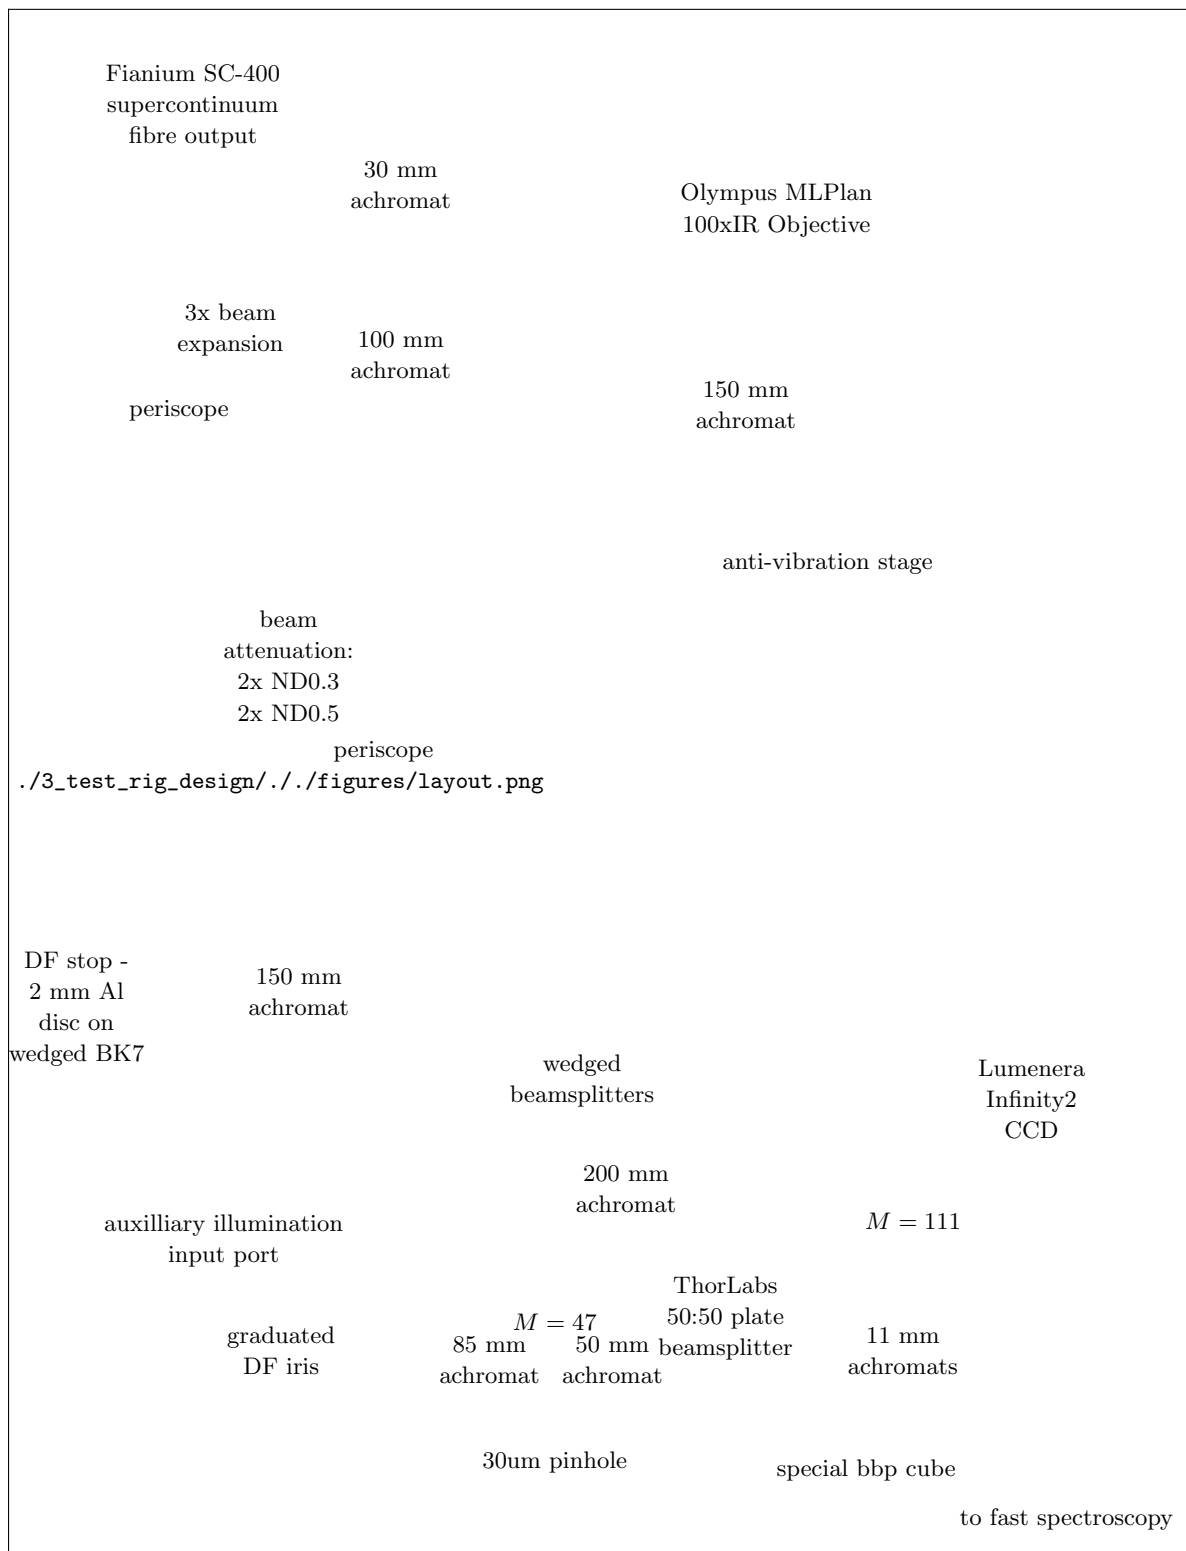 Fianium SC-400
supercontinuum
fibre output
30 mm
achromat
Olympus MLPlan
100xIR Objective
3x beam
expansion
100 mm
achromat
150 mm
achromat
periscope
anti-vibration stage
beam
attenuation:
2x ND0.3
2x ND0.5
periscope
./3_test_rig_design/././figures/layout.png
DF stop -
2 mm Al
disc on
wedged BK7
150 mm
achromat
wedged
beamsplitters
Lumenera
Infinity2
CCD
200 mm
achromat
auxilliary illumination
input port
M = 111
ThorLabs
50:50 plate
beamsplitter
M = 47
graduated
DF iris
85 mm
achromat
50 mm
achromat
11 mm
achromats
30um pinhole
special bbp cube
to fast spectroscopy